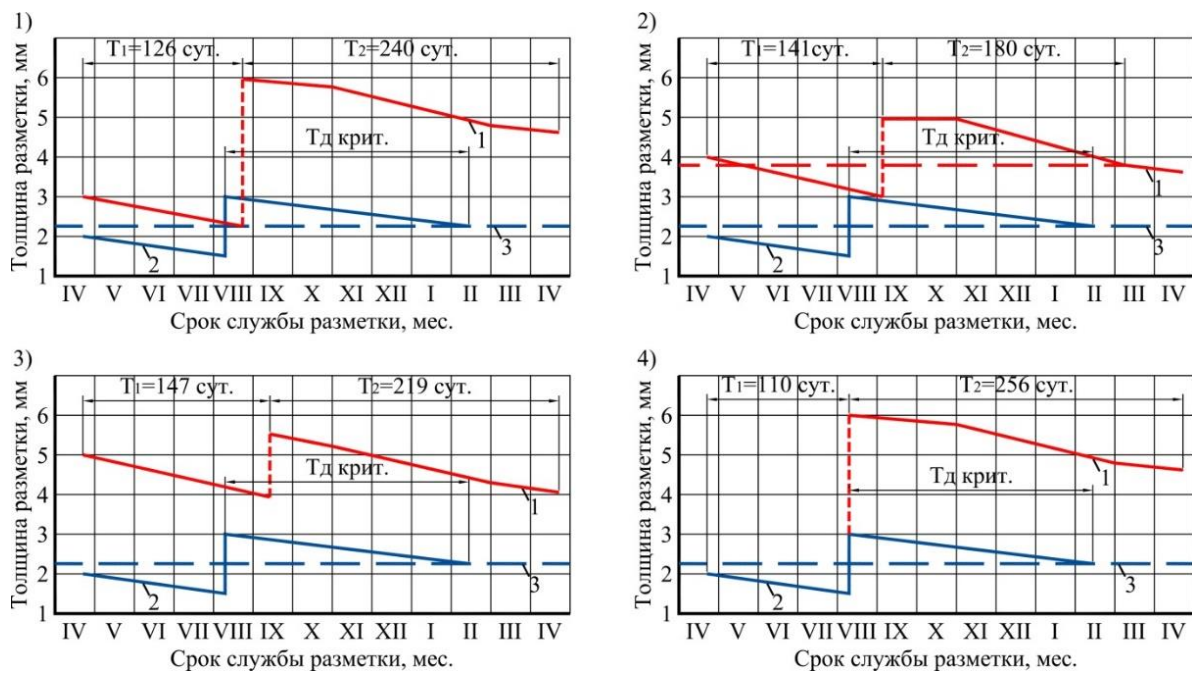 1)
T1=126 сут.
T2=240 сут.
Толщина разметки, мм
6
5
4
3
2
1
Тд крит.
1
2
3
IV V VI VII VIII IX X XI XII I II III IV
Срок службы разметки, мес.
2)
T1=141сут.
T2=180 сут.
Толщина разметки, мм
6
5
4
3
2
1
Тд крит.
1
2
3
IV V VI VII VIII IX X XI XII I II III IV
Срок службы разметки, мес.
3)
T1=147 сут.
T2=219 сут.
Толщина разметки, мм
6
5
4
3
2
1
Тд крит.
1
2
3
IV V VI VII VIII IX X XI XII I II III IV
Срок службы разметки, мес.
4)
T1=110 сут.
T2=256 сут.
Толщина разметки, мм
6
5
4
3
2
1
Тд крит.
1
2
3
IV V VI VII VIII IX X XI XII I II III IV
Срок службы разметки, мес.